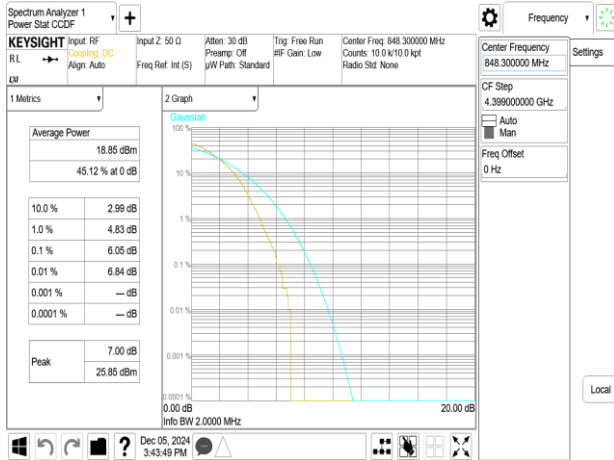 Spectrum Analyzer 1
Power Stat CCDF
Frequency
KEYSIGHT
RL
LXI
Input: RF
Coupling: DC
Align: Auto
Input Z: 50 Ω
Freq Ref: Int (S)
Atten: 30 dB
Preamp: Off
µW Path: Standard
Trig: Free Run
#IF Gain: Low
Center Freq: 848.300000 MHz
Counts: 10.0 k/10.0 kpt
Radio Std: None
Center Frequency
848.300000 MHz
Settings
CF Step
4.399000000 GHz
Auto
Man
Freq Offset
0 Hz
Local
1 Metrics
Average Power
18.85 dBm
45.12 % at 0 dB
10.0 % 2.99 dB
1.0 % 4.83 dB
0.1 % 6.05 dB
0.01 % 6.84 dB
0.001 % --- dB
0.0001 % --- dB
Peak
7.00 dB
25.85 dBm
2 Graph
Gaussian
100 %
10 %
1 %
0.1 %
0.01 %
0.001 %
0.0001 %
0.00 dB 20.00 dB
Info BW 2.0000 MHz
?
Dec 05, 2024
3:43:49 PM